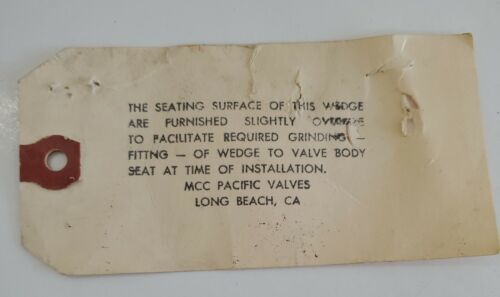 THE SEATING SURFACE OF THIS WEDGE
ARE FURNISHED SLIGHTLY
TO FACILITATE REQUIRED GRINDING –
FITTNG – OF WEDGE TO VALVE BODY
SEAT AT TIME OF INSTALLATION.
MCC PACIFIC VALVES
LONG BEACH, CA